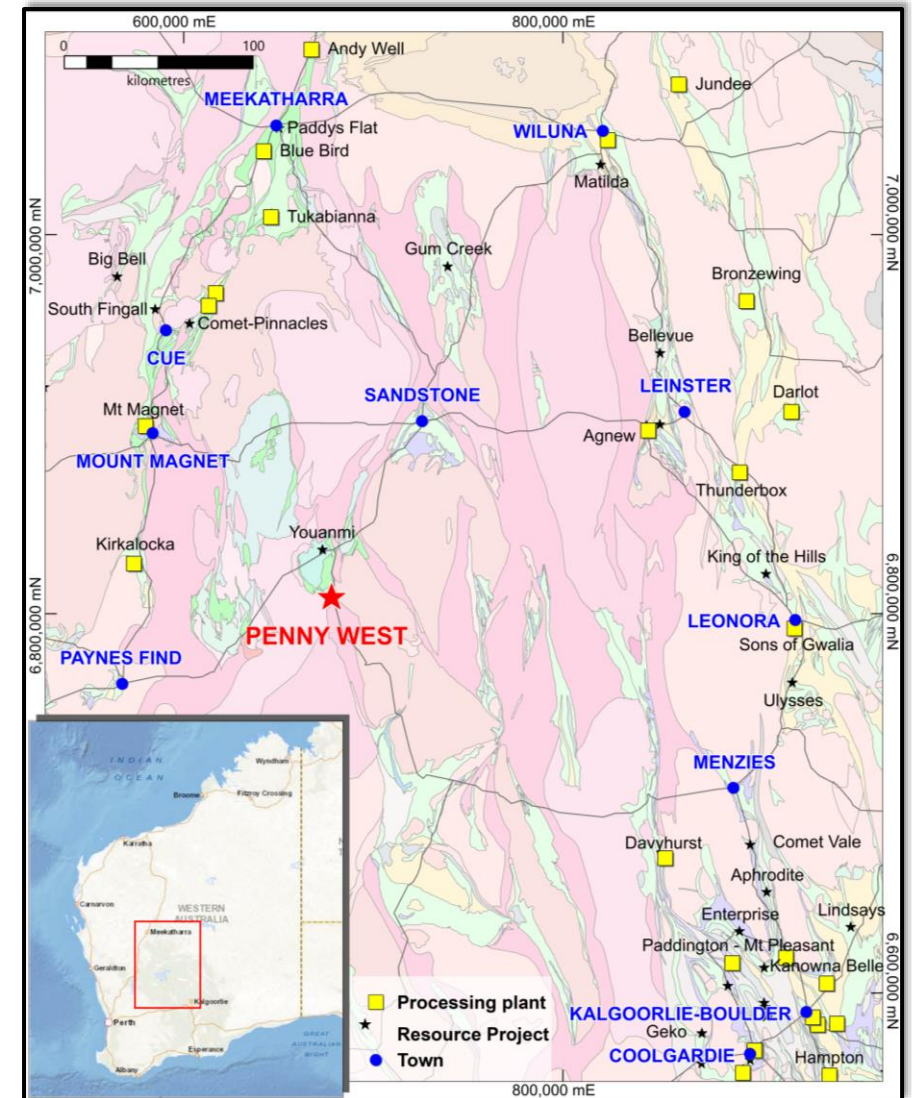 600,000 mE
800,000 mE
0
100
kilometres
Andy Well
Jundee
MEEKATHARRA
Paddys Flat
WILUNA
Blue Bird
Matilda
Tukabianna
7,000,000 mN
7,000,000 mN
Big Bell
Gum Creek
Bronzewing
South Fingall
Comet-Pinnacles
CUE
Bellevue
SANDSTONE
LEINSTER
Darlot
Mt Magnet
Agnew
MOUNT MAGNET
Thunderbox
Youanmi
Kirkalocka
King of the Hills
6,800,000 mN
6,800,000 mN
PENNY WEST
LEONORA
Sons of Gwalia
PAYNES FIND
Ulysses
MENZIES
Davyhurst
Comet Vale
Aphrodite
Enterprise
Lindsays
Paddington - Mt Pleasant
Kanowna Belle
6,600,000 mN
KALGOORLIE-BOULDER
Geko
COOLGARDIE
Hampton
800,000 mE
INDIAN
OCEAN
Wyndham
Broome
Fitzroy Crossing
Karratha
Carnarvon
WESTERN
AUSTRALIA
Meekatharra
Geraldton
Kalgoorlie
Perth
Esperance
Albany
GREAT
AUSTRALIAN
BIGHT
Processing plant
Resource Project
Town